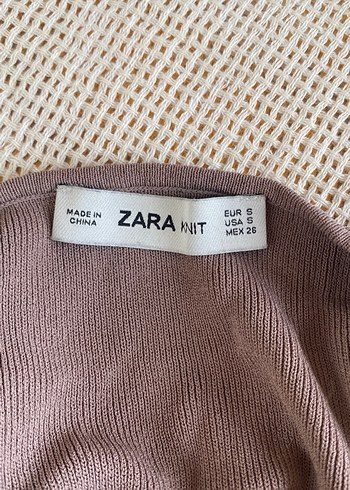 MADE IN
CHINA
ZARA KNIT
EUR S
USA S
MEX 26